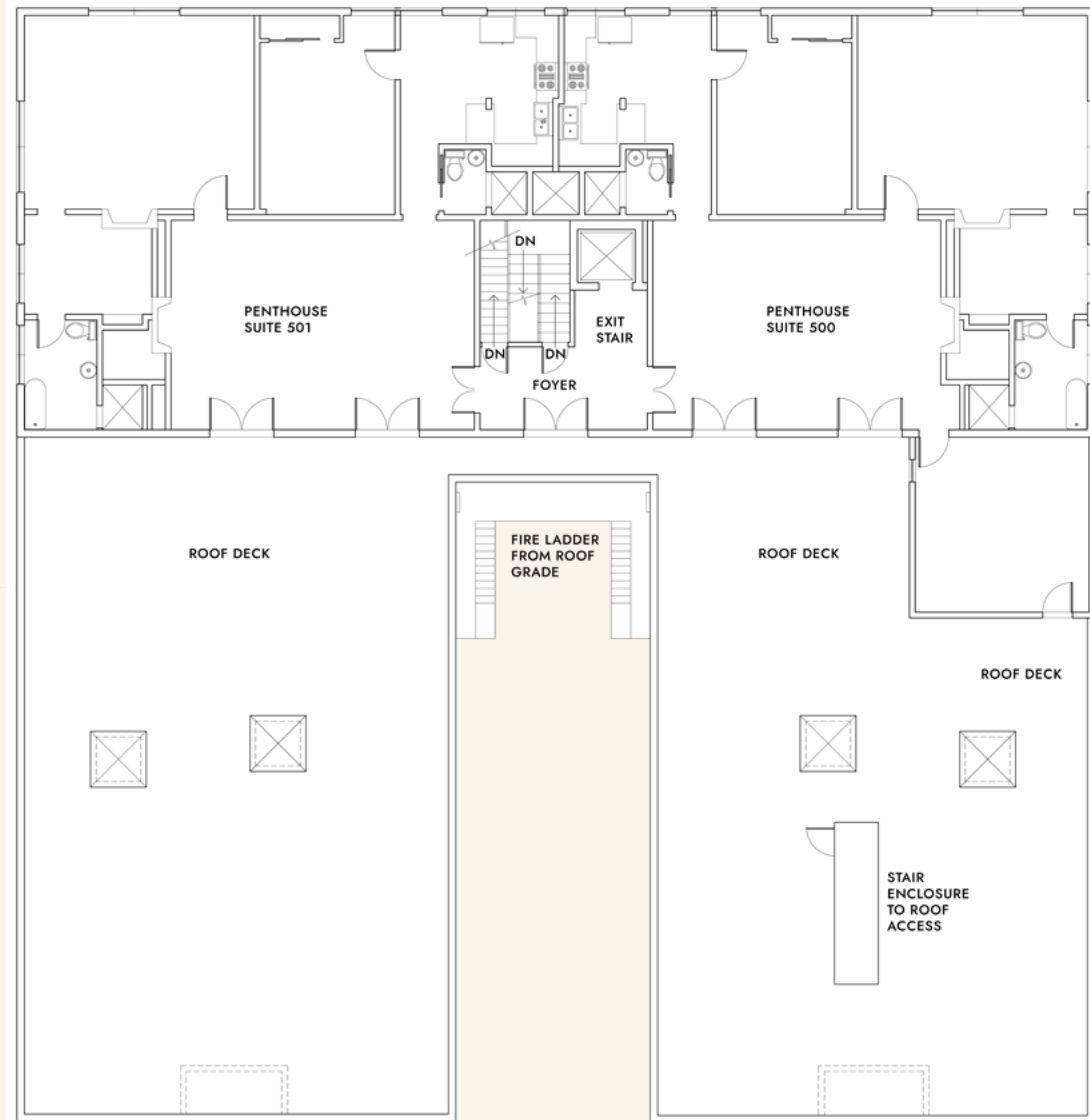 DN
PENTHOUSE
SUITE 501
PENTHOUSE
SUITE 500
EXIT
STAIR
DN
DN
FOYER
ROOF DECK
FIRE LADDER
FROM ROOF
GRADE
ROOF DECK
ROOF DECK
STAIR
ENCLOSURE
TO ROOF
ACCESS